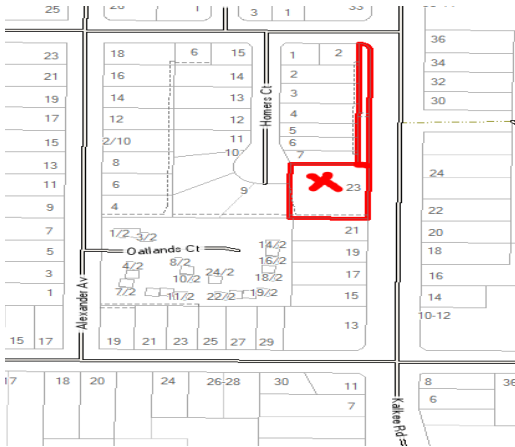 25 20 1 3 1 33
36
18 6 15 1 2
23 34
21 16 14 2 32
19 14 13 3 30
Homers Ct
17 12 12 4
15 2/10 11 5
6
13 8 10 7
24
11 6 9 23
9 4 22
7 1/2 3/2 21 20
5 Oatlands Ct 14/2 19 18
3 4/2 8/2 10/2 24/2 16/2 18/2 17 16
1 7/2 11/2 22/2 19/2 15 14
Alexander Av
10-12
15 17 19 21 23 25 27 29 13
17 18 20 24 26-28 30 11 8 36
7 6
Kalkee Rd